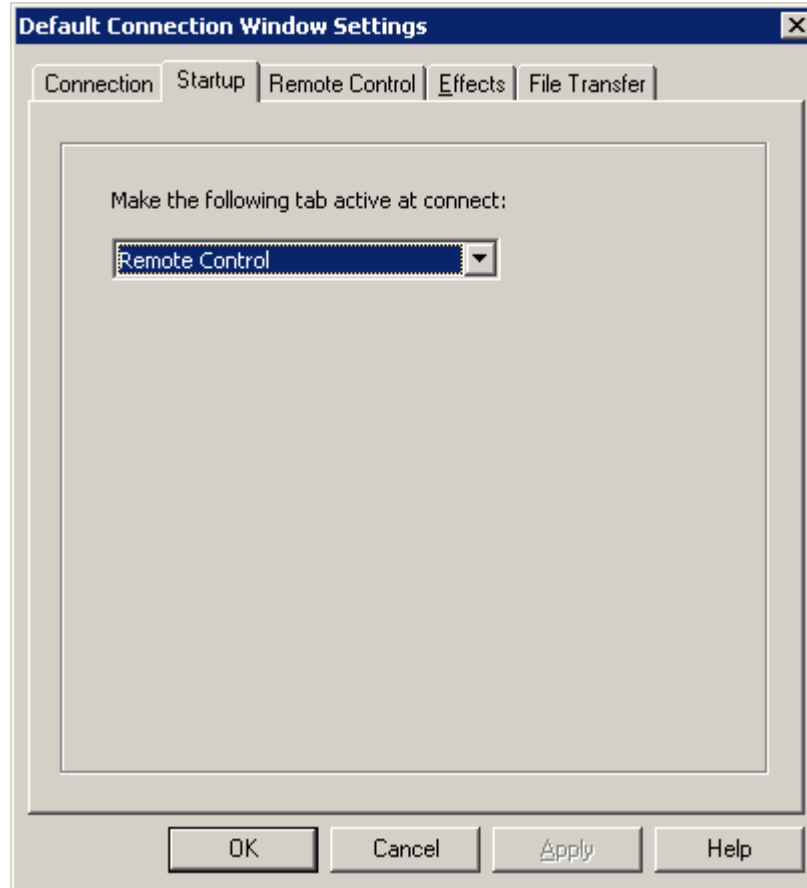 Default Connection Window Settings
Connection Startup Remote Control Effects File Transfer
Make the following tab active at connect:
Remote Control
OK Cancel Apply Help